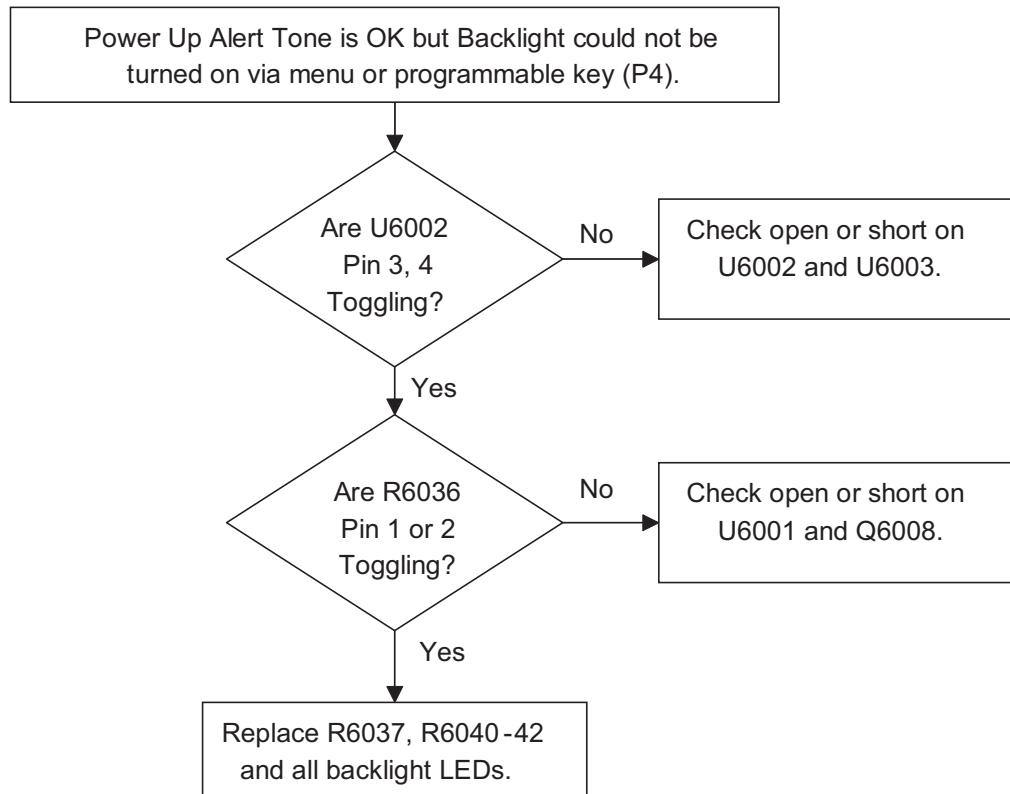 Power Up Alert Tone is OK but Backlight could not be
turned on via menu or programmable key (P4).
Are U6002
Pin 3, 4
Toggling?
No
Check open or short on
U6002 and U6003.
Yes
Are R6036
Pin 1 or 2
Toggling?
No
Check open or short on
U6001 and Q6008.
Yes
Replace R6037, R6040-42
and all backlight LEDs.